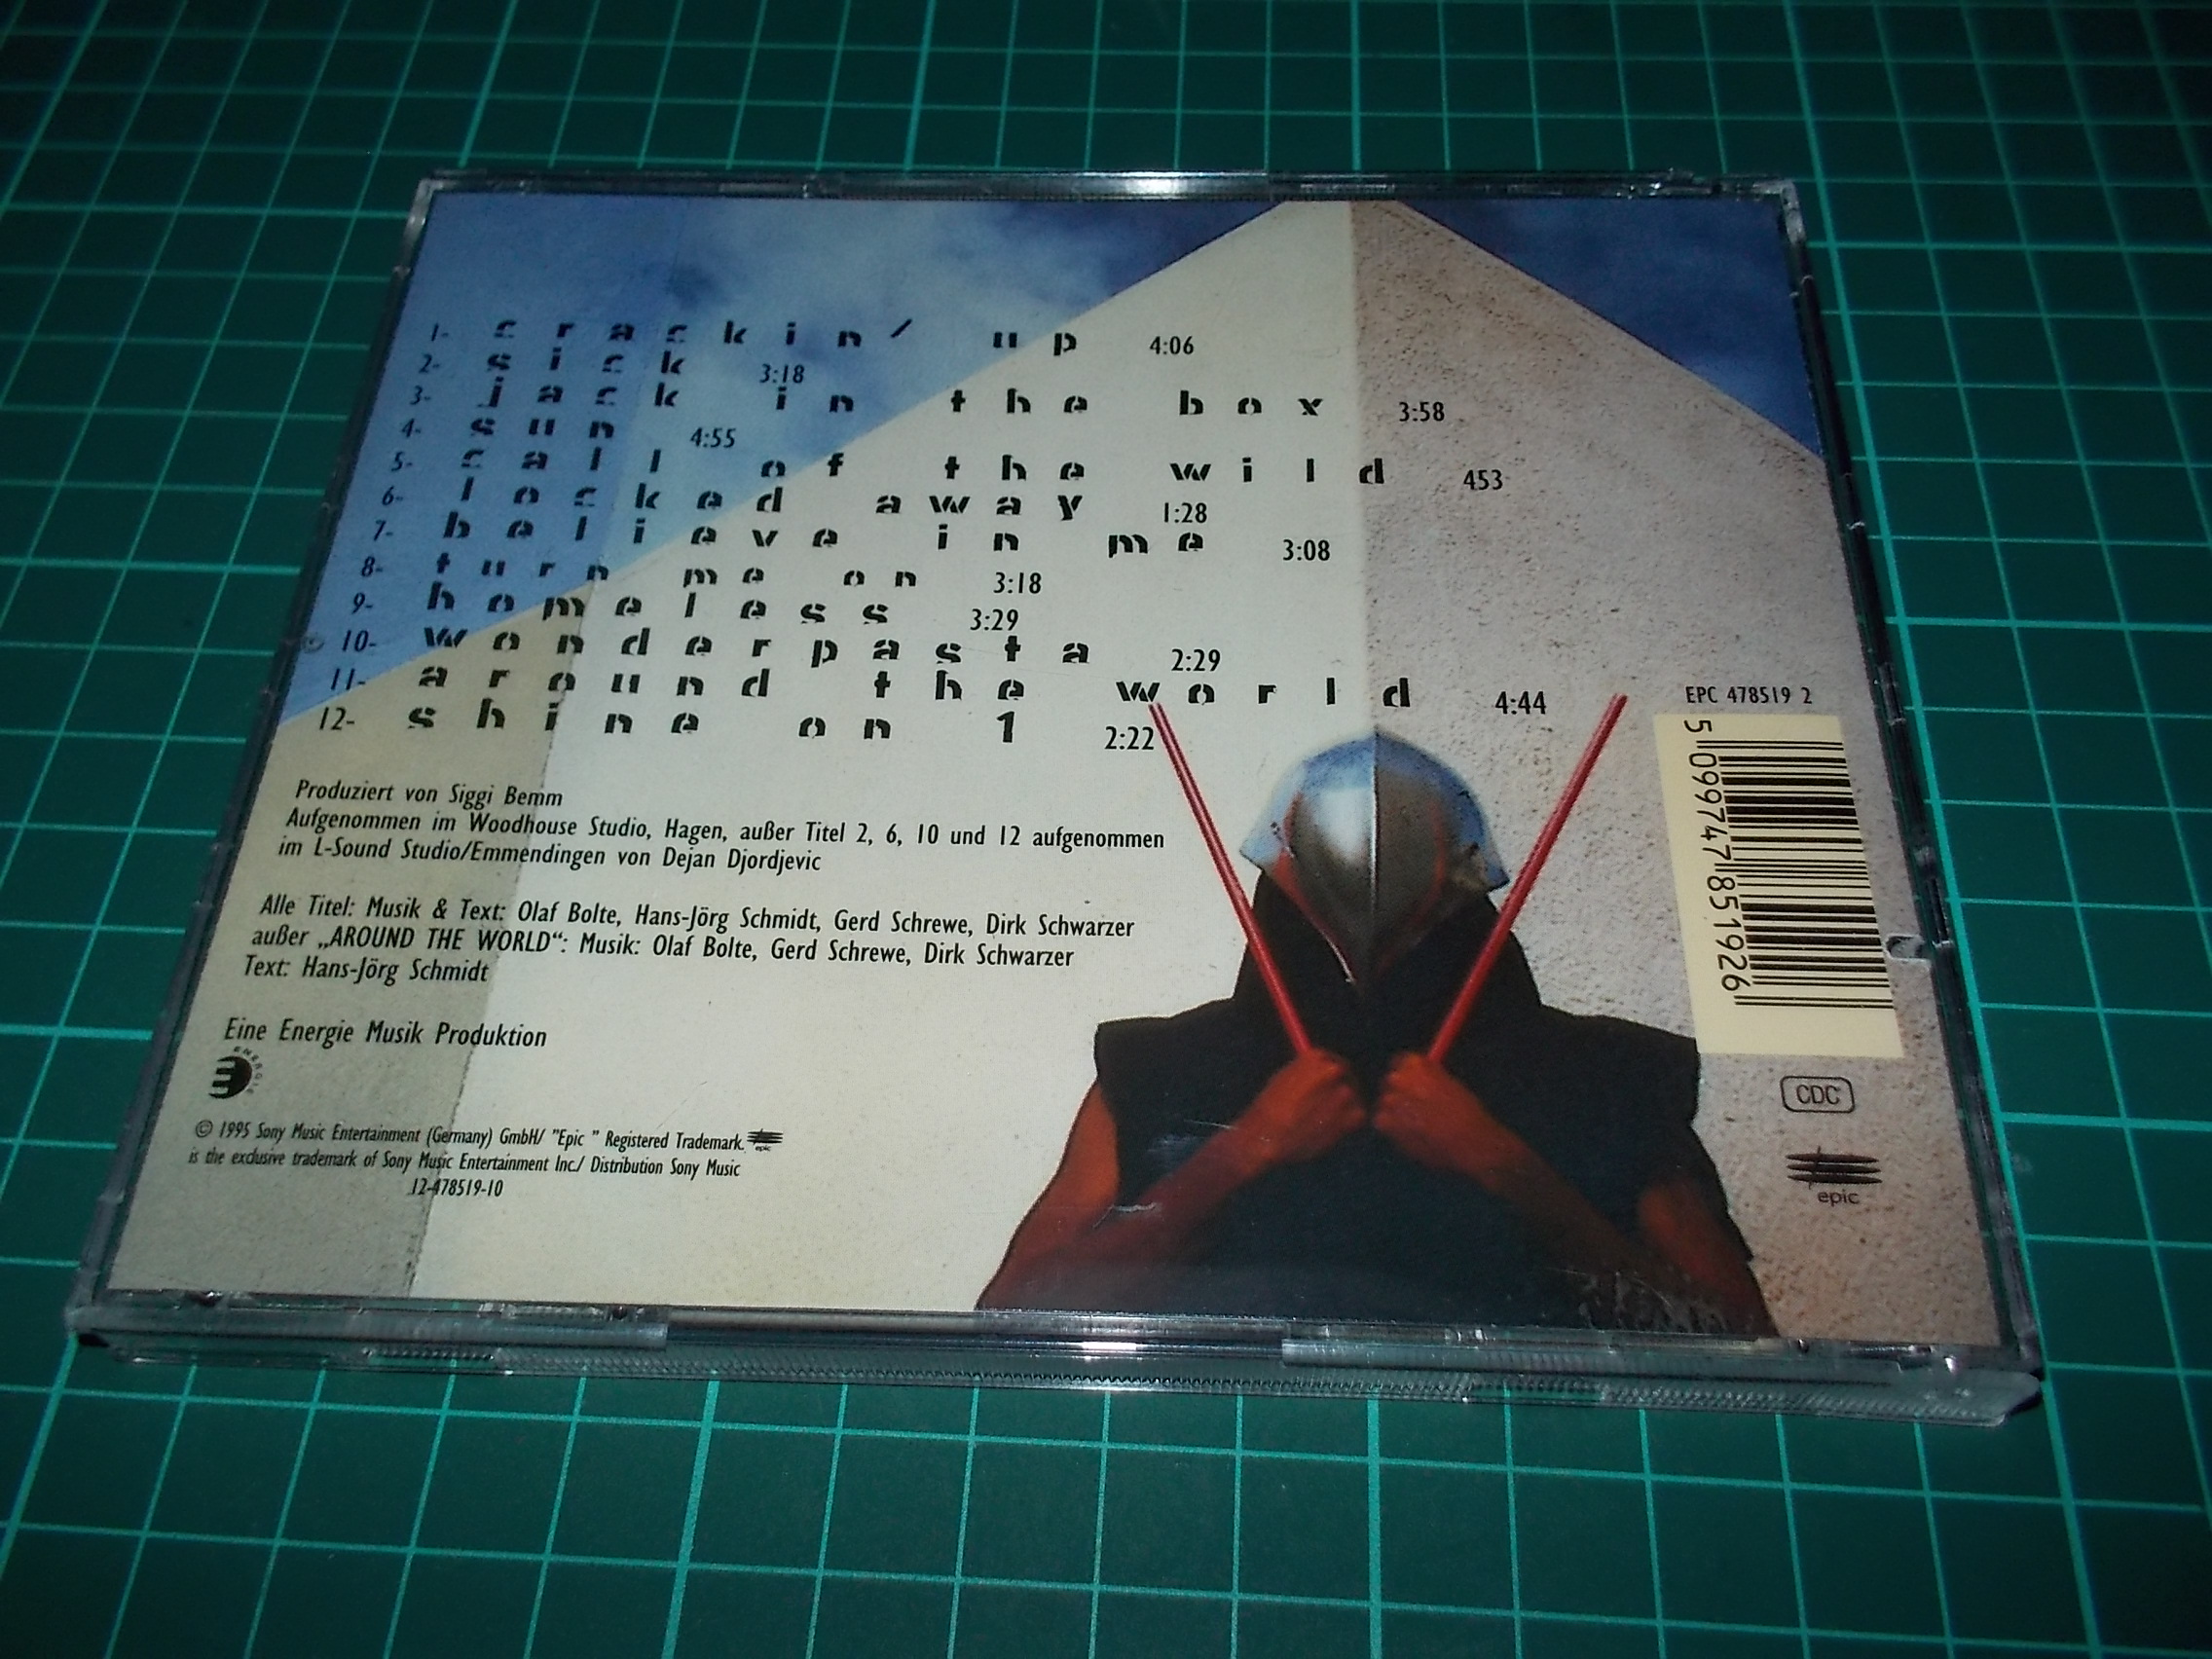 1- crackin' up 4:06
2- sick 3:18
3- jack in the box 3:58
4- sun 4:55
5- call of the wild 453
6- locked away 1:28
7- believe in me 3:08
8- turn me on 3:18
9- homeless 3:29
10- wonderpasta 2:29
11- around the world 4:44
12- shine on 1 2:22
EPC 478519 2
5 099747 851926
Produziert von Siggi Bemm
Aufgenommen im Woodhouse Studio, Hagen, außer Titel 2, 6, 10 und 12 aufgenommen
im L-Sound Studio/Emmendingen von Dejan Djordjevic
Alle Titel: Musik & Text: Olaf Bolte, Hans-Jörg Schmidt, Gerd Schrewe, Dirk Schwarzer
außer „AROUND THE WORLD“: Musik: Olaf Bolte, Gerd Schrewe, Dirk Schwarzer
Text: Hans-Jörg Schmidt
Eine Energie Musik Produktion
ENERGIE
© 1995 Sony Music Entertainment (Germany) GmbH/ "Epic " Registered Trademark. epic
is the exclusive trademark of Sony Music Entertainment Inc./ Distribution Sony Music
12-478519-10
CDC
epic